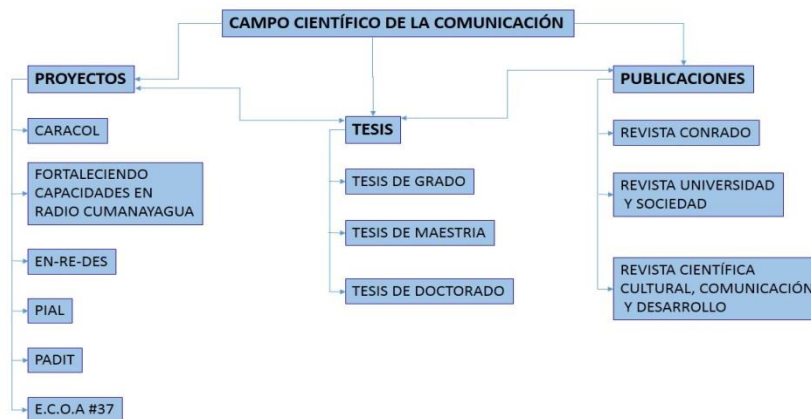 CAMPO CIENTÍFICO DE LA COMUNICACIÓN
PROYECTOS
CARACOL
FORTALECIENDO
CAPACIDADES EN
RADIO CUMANAYAGUA
EN-RE-DES
PIAL
PADIT
E.C.O.A #37
TESIS
TESIS DE GRADO
TESIS DE MAESTRIA
TESIS DE DOCTORADO
PUBLICACIONES
REVISTA CONRADO
REVISTA UNIVERSIDAD
Y SOCIEDAD
REVISTA CIENTÍFICA
CULTURAL, COMUNICACIÓN
Y DESARROLLO